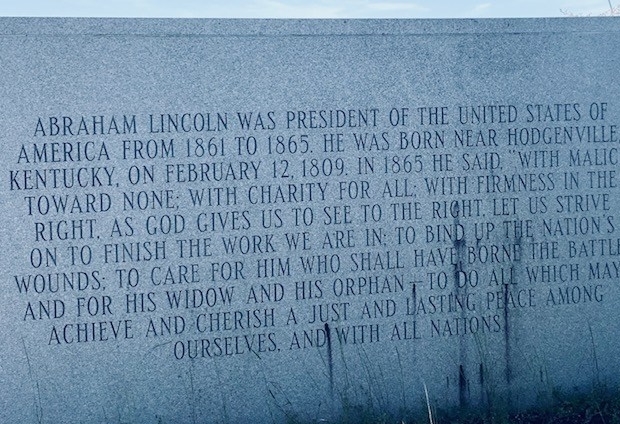 ABRAHAM LINCOLN WAS PRESIDENT OF THE UNITED STATES OF
AMERICA FROM 1861 TO 1865. HE WAS BORN NEAR HODGENVILLE,
KENTUCKY, ON FEBRUARY 12, 1809. IN 1865 HE SAID, "WITH MALIC
TOWARD NONE; WITH CHARITY FOR ALL; WITH FIRMNESS IN THE
RIGHT, AS GOD GIVES US TO SEE TO THE RIGHT, LET US STRIVE
ON TO FINISH THE WORK WE ARE IN; TO BIND UP THE NATION'S
WOUNDS; TO CARE FOR HIM WHO SHALL HAVE BORNE THE BATTL
AND FOR HIS WIDOW AND HIS ORPHAN - TO DO ALL WHICH MAY
ACHIEVE AND CHERISH A JUST AND LASTING PEACE AMONG
OURSELVES, AND WITH ALL NATIONS